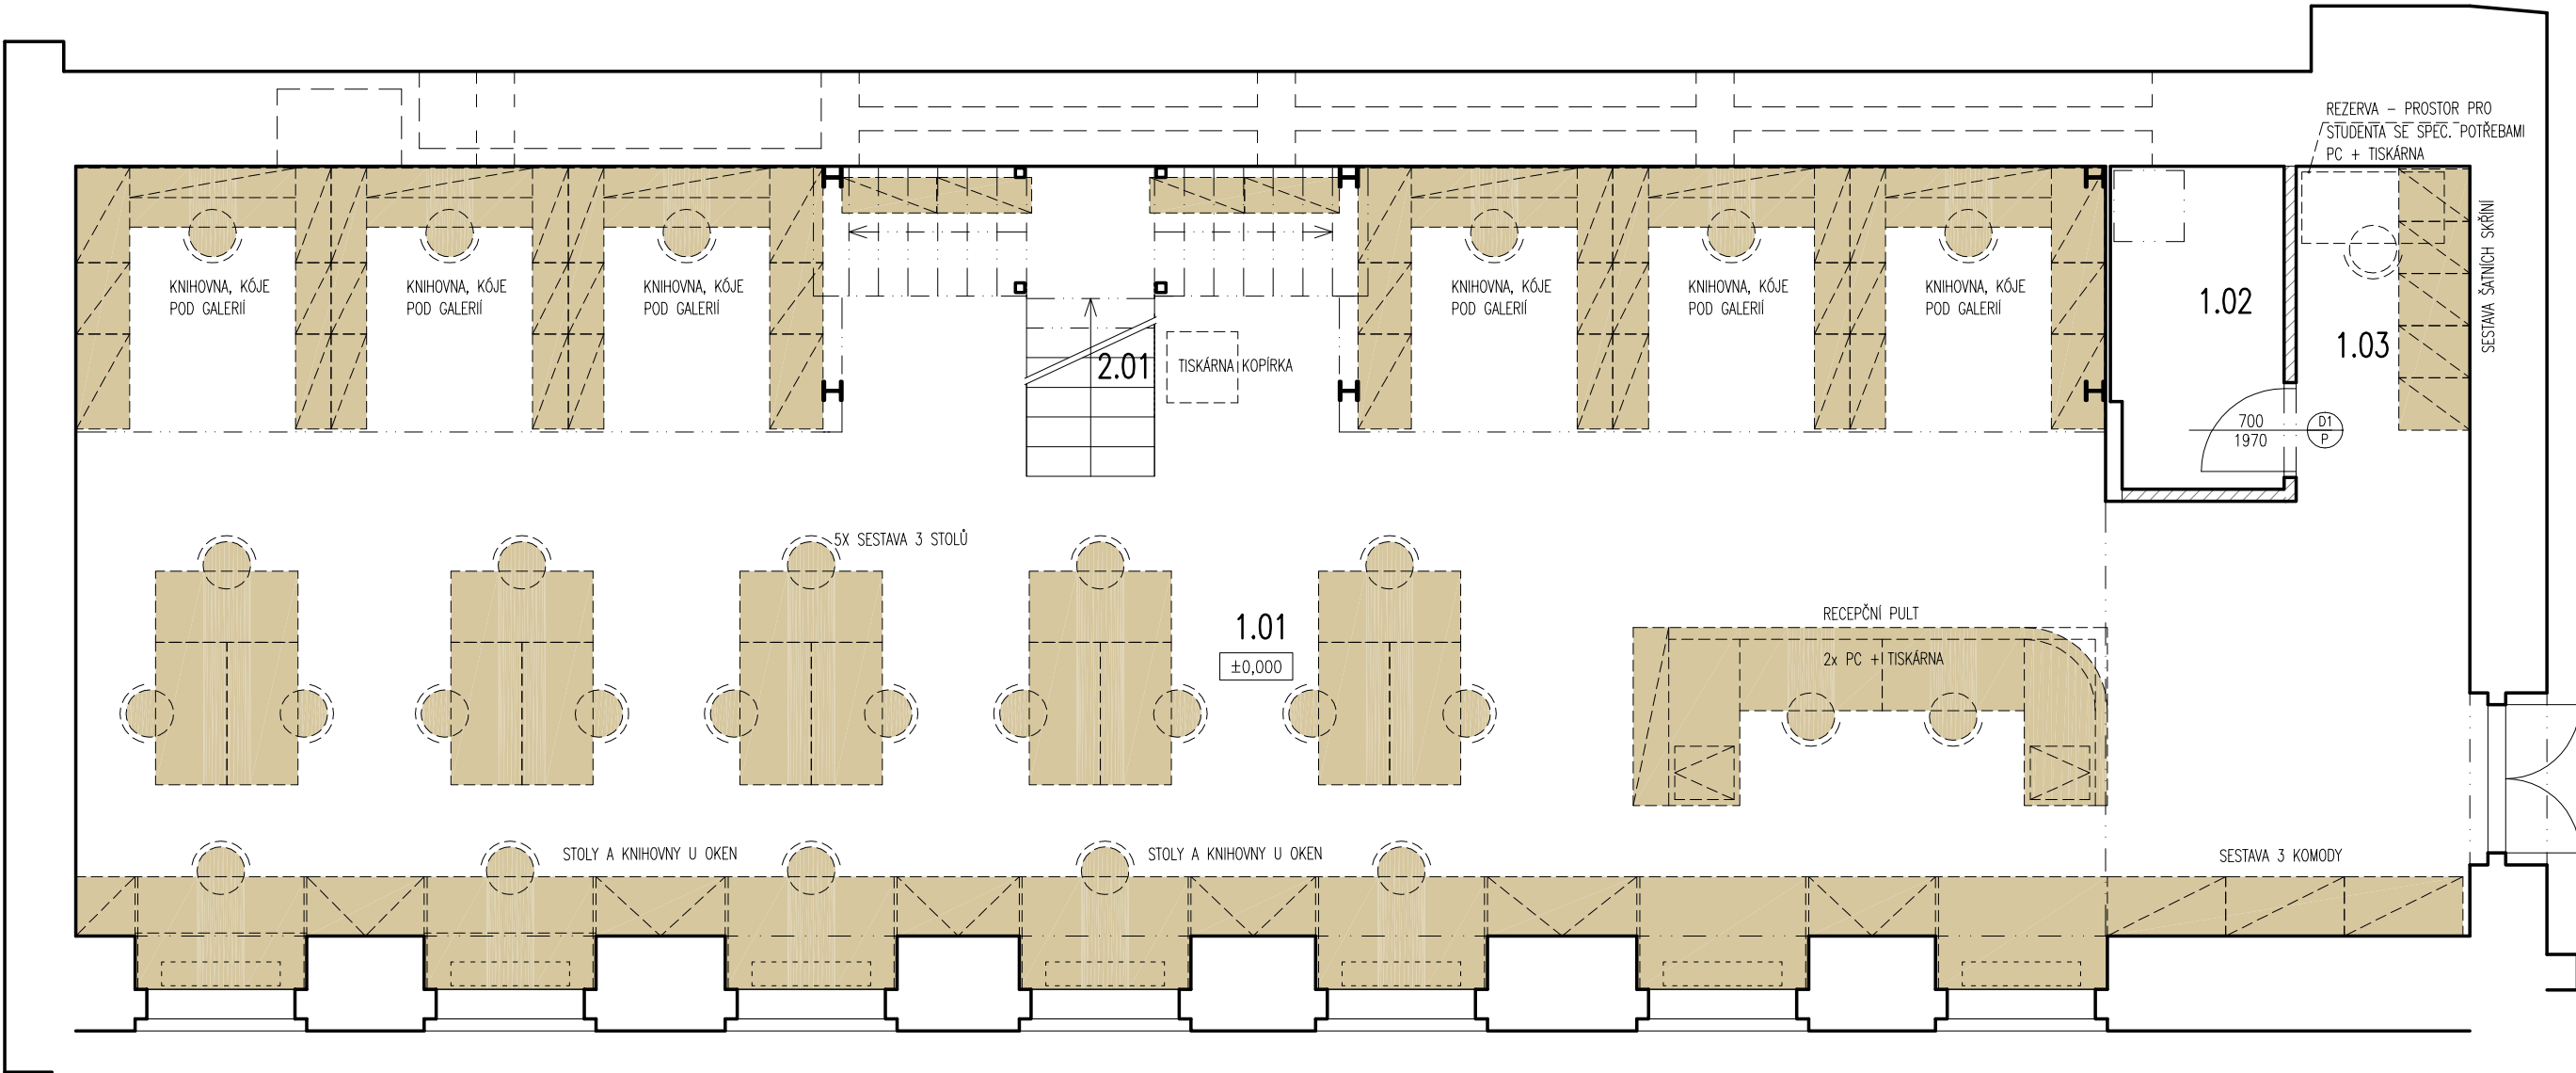 REZERVA – PROSTOR PRO
STUDENTA SE SPEC. POTŘEBAMI
PC + TISKÁRNA
SESTAVA ŠATNÍCH SKŘÍNÍ
KNIHOVNA, KÓJE
POD GALERIÍ
KNIHOVNA, KÓJE
POD GALERIÍ
KNIHOVNA, KÓJE
POD GALERIÍ
KNIHOVNA, KÓJE
POD GALERIÍ
KNIHOVNA, KÓJE
POD GALERIÍ
KNIHOVNA, KÓJE
POD GALERIÍ
1.02
1.03
2.01
TISKÁRNA KOPÍRKA
700
1970
D1
P
5X SESTAVA 3 STOLŮ
1.01
±0,000
RECEPČNÍ PULT
2x PC + TISKÁRNA
STOLY A KNIHOVNY U OKEN
STOLY A KNIHOVNY U OKEN
SESTAVA 3 KOMODY